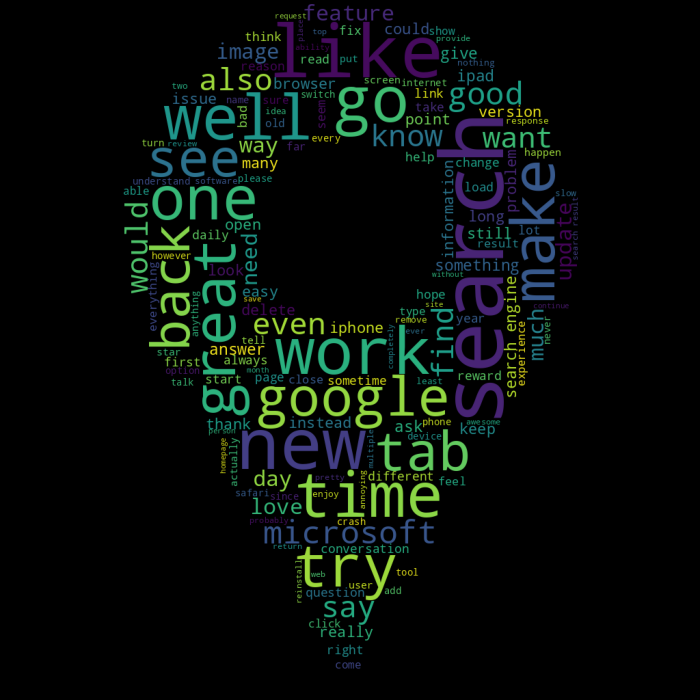 request
feature
like
think
fix
could
show
place
top
ability
provide
image
reason
read
put
give
nothing
also
browser
screen
internet
ipad
go
good
issue
name
sure
switch
link
two
seem
idea
take
version
well
bad
old
point
response
know
search
want
turn
review
way
every
happen
see
many
far
help
change
problem
understand
software
please
load
slow
able
one
information
long
make
would
great
open
still
lot
update
search result
daily
need
result
back
however
look
something
without
everything
anything
easy
hope
save
site
continue
delete
type
year
search engine
star
even
iphone
remove
much
never
first
tell
work
completely
ever
find
experience
answer
always
option
month
talk
start
page
close
sometime
least
reward
google
phone
awesome
thank
instead
ask
keep
person
new
device
actually
homepage
multiple
tab
day
pretty
different
feel
safari
since
annoying
time
enjoy
love
probably
crash
microsoft
return
conversation
try
web
tool
reinstall
user
question
add
say
click
really
right
come